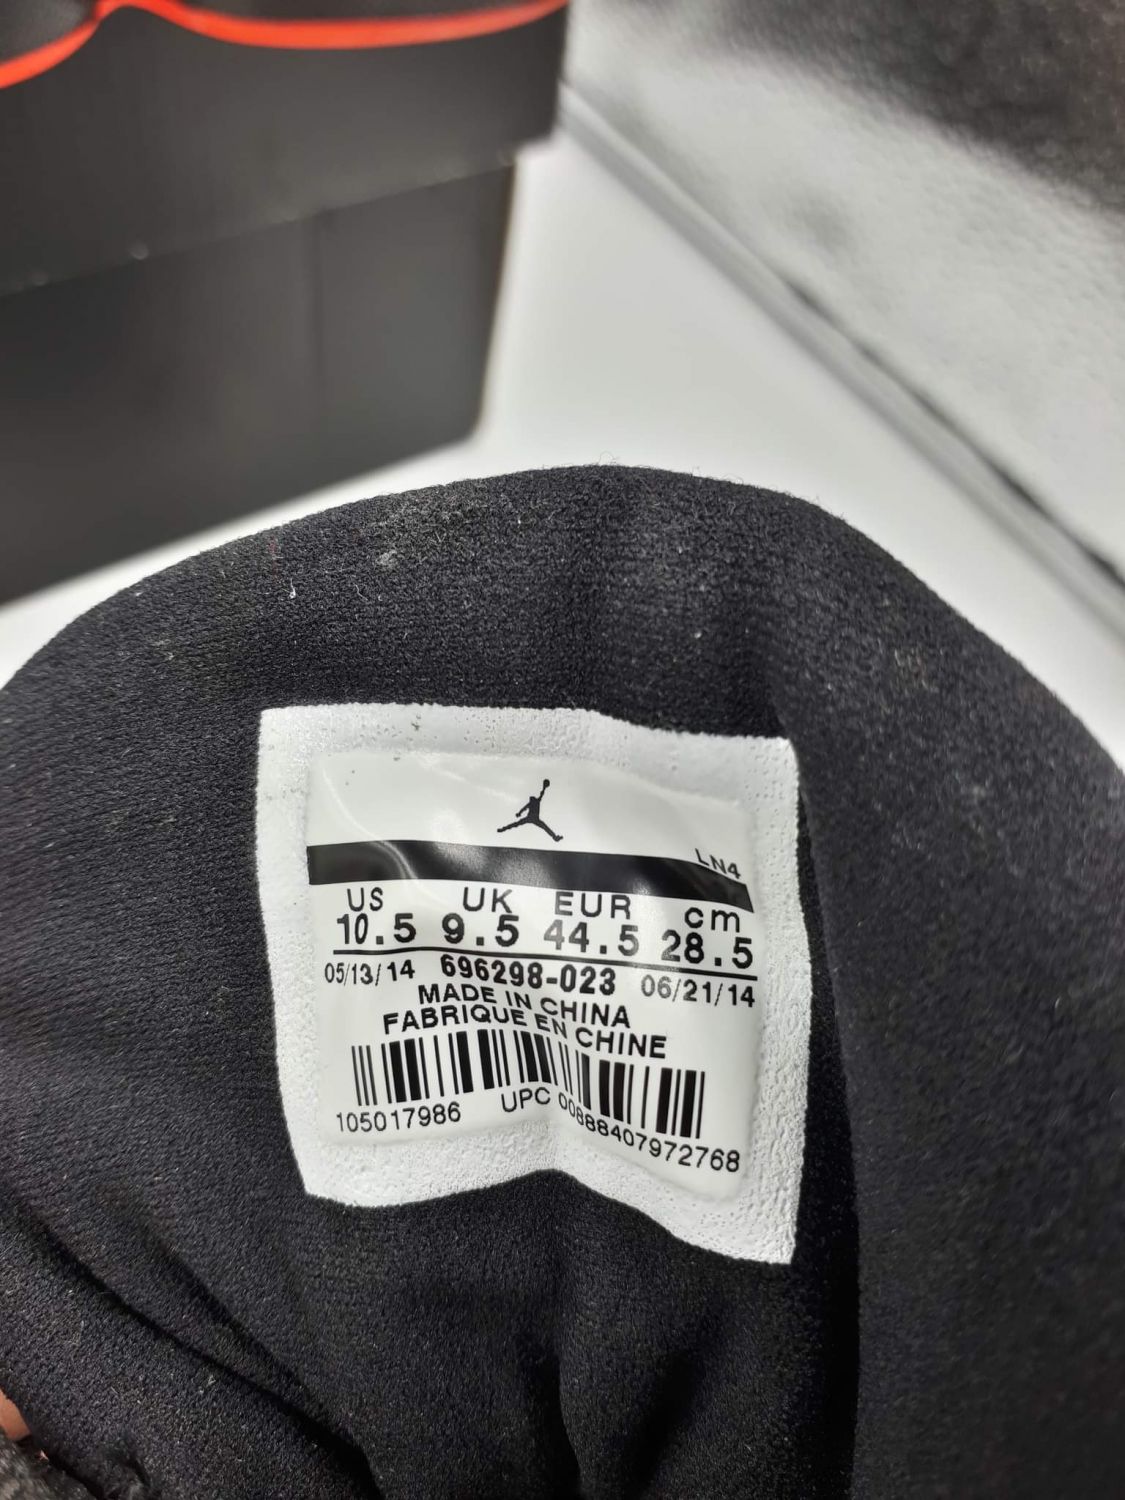 LN4
US UK EUR cm
10.5 9.5 44.5 28.5
05/13/14 696298-023 06/21/14
MADE IN CHINA
FABRIQUE EN CHINE
105017986 UPC 00888407972768